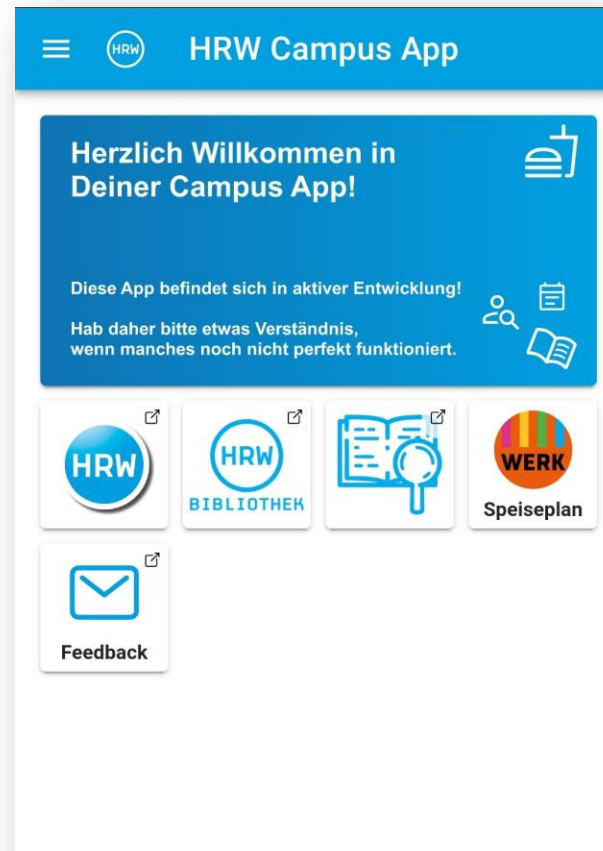 HRW
HRW Campus App
Herzlich Willkommen in
Deiner Campus App!
Diese App befindet sich in aktiver Entwicklung!
Hab daher bitte etwas Verständnis,
wenn manches noch nicht perfekt funktioniert.
HRW
HRW
BIBLIOTHEK
WERK
Speiseplan
Feedback